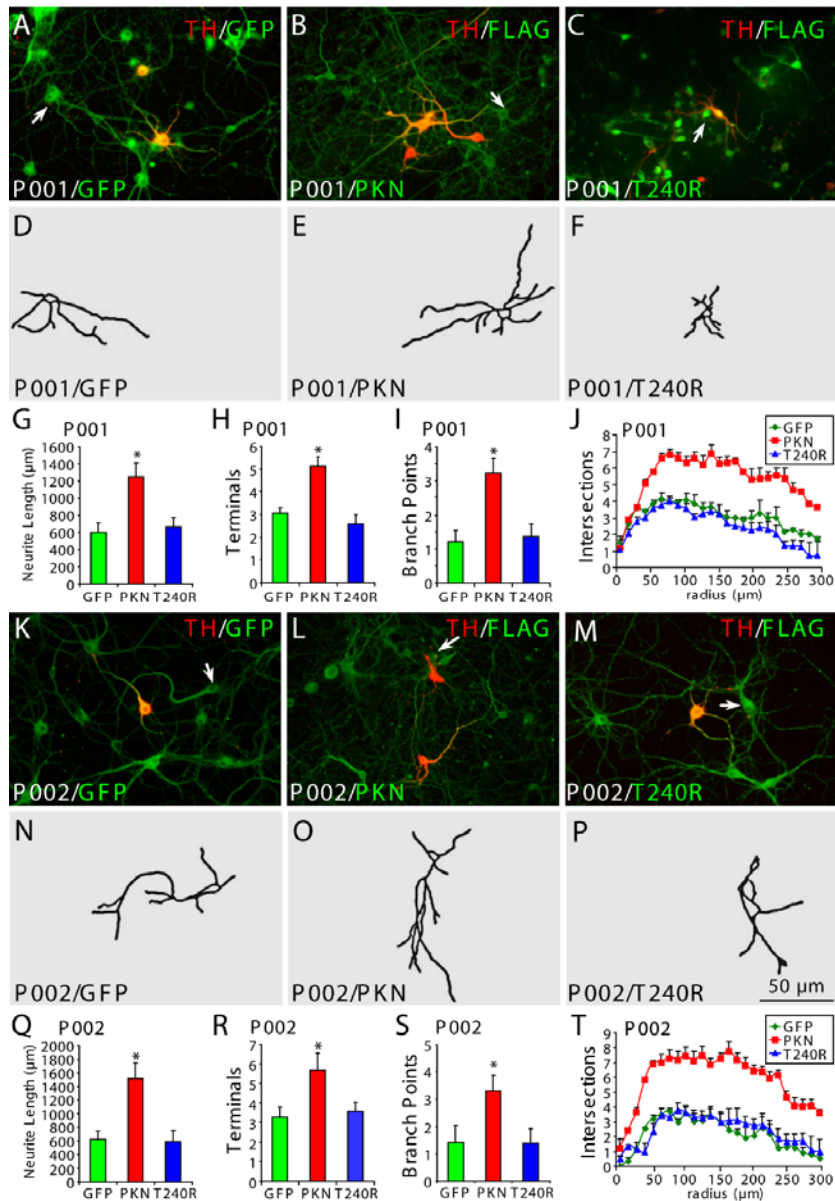 A TH/GFP B TH/FLAG C TH/FLAG
P001/GFP P001/PKN P001/T240R
D E F
P001/GFP P001/PKN P001/T240R
G P001 H P001 I P001 J P001
Neurite Length (μm)
1600
1400
1200
1000
800
600
400
200
0
*
GFP PKN T240R
Terminals
6
5
4
3
2
1
0
*
GFP PKN T240R
Branch Points
4
3
2
1
0
*
GFP PKN T240R
Intersections
8
7
6
5
4
3
2
1
0
GFP
PKN
T240R
0 50 100 150 200 250 300
radius (μm)
K TH/GFP L TH/FLAG M TH/FLAG
P002/GFP P002/PKN P002/T240R
N O P
P002/GFP P002/PKN P002/T240R
50 μm
Q P002 R P002 S P002 T P002
Neurite Length (μm)
2000
1800
1600
1400
1200
1000
800
600
400
200
0
*
GFP PKN T240R
Terminals
7
6
5
4
3
2
1
0
*
GFP PKN T240R
Branch Points
5
4
3
2
1
0
*
GFP PKN T240R
Intersections
9
8
7
6
5
4
3
2
1
0
GFP
PKN
T240R
0 50 100 150 200 250 300
radius (μm)